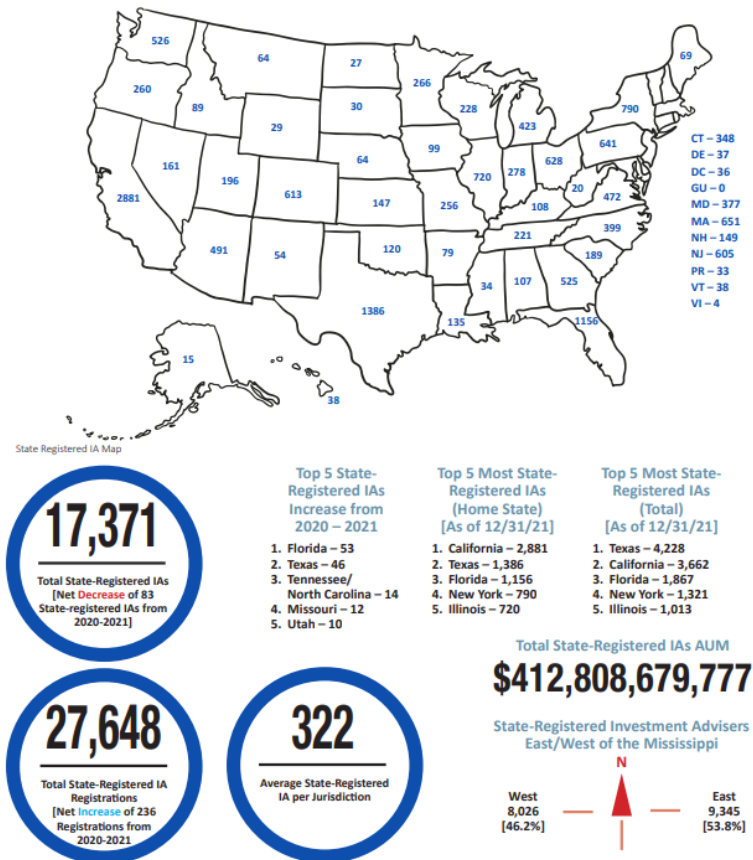 526
64
27
69
260
266
790
89
30
228
423
29
99
641
161
64
628
196
720
278
2881
613
20
472
147
256
108
399
221
491
54
120
79
189
34
107
525
1386
135
1156
15
38
CT – 348
DE – 37
DC – 36
GU – 0
MD – 377
MA – 651
NH – 149
NJ – 605
PR – 33
VT – 38
VI – 4
State Registered IA Map
17,371
Total State-Registered IAs
[Net Decrease of 83
State-registered IAs from
2020-2021]
Top 5 State-
Registered IAs
Increase from
2020 – 2021
1. Florida – 53
2. Texas – 46
3. Tennessee/
North Carolina – 14
4. Missouri – 12
5. Utah – 10
Top 5 Most State-
Registered IAs
(Home State)
[As of 12/31/21]
1. California – 2,881
2. Texas – 1,386
3. Florida – 1,156
4. New York – 790
5. Illinois – 720
Top 5 Most State-
Registered IAs
(Total)
[As of 12/31/21]
1. Texas – 4,228
2. California – 3,662
3. Florida – 1,867
4. New York – 1,321
5. Illinois – 1,013
Total State-Registered IAs AUM
$412,808,679,777
27,648
Total State-Registered IA
Registrations
[Net Increase of 236
Registrations from
2020-2021
322
Average State-Registered
IA per Jurisdiction
State-Registered Investment Advisers
East/West of the Mississippi
N
West
8,026
[46.2%]
East
9,345
[53.8%]